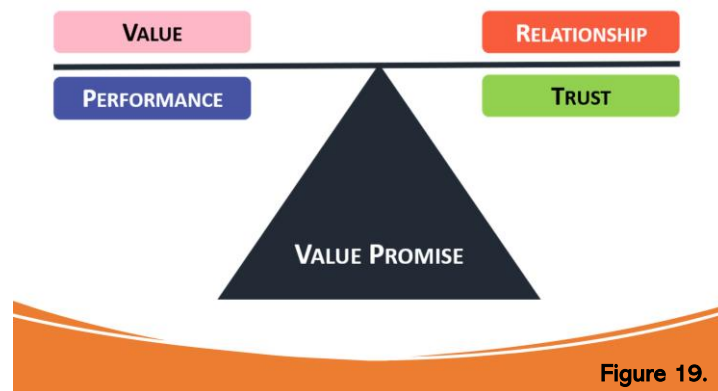 VALUE
RELATIONSHIP
PERFORMANCE
TRUST
VALUE PROMISE
Figure 19.